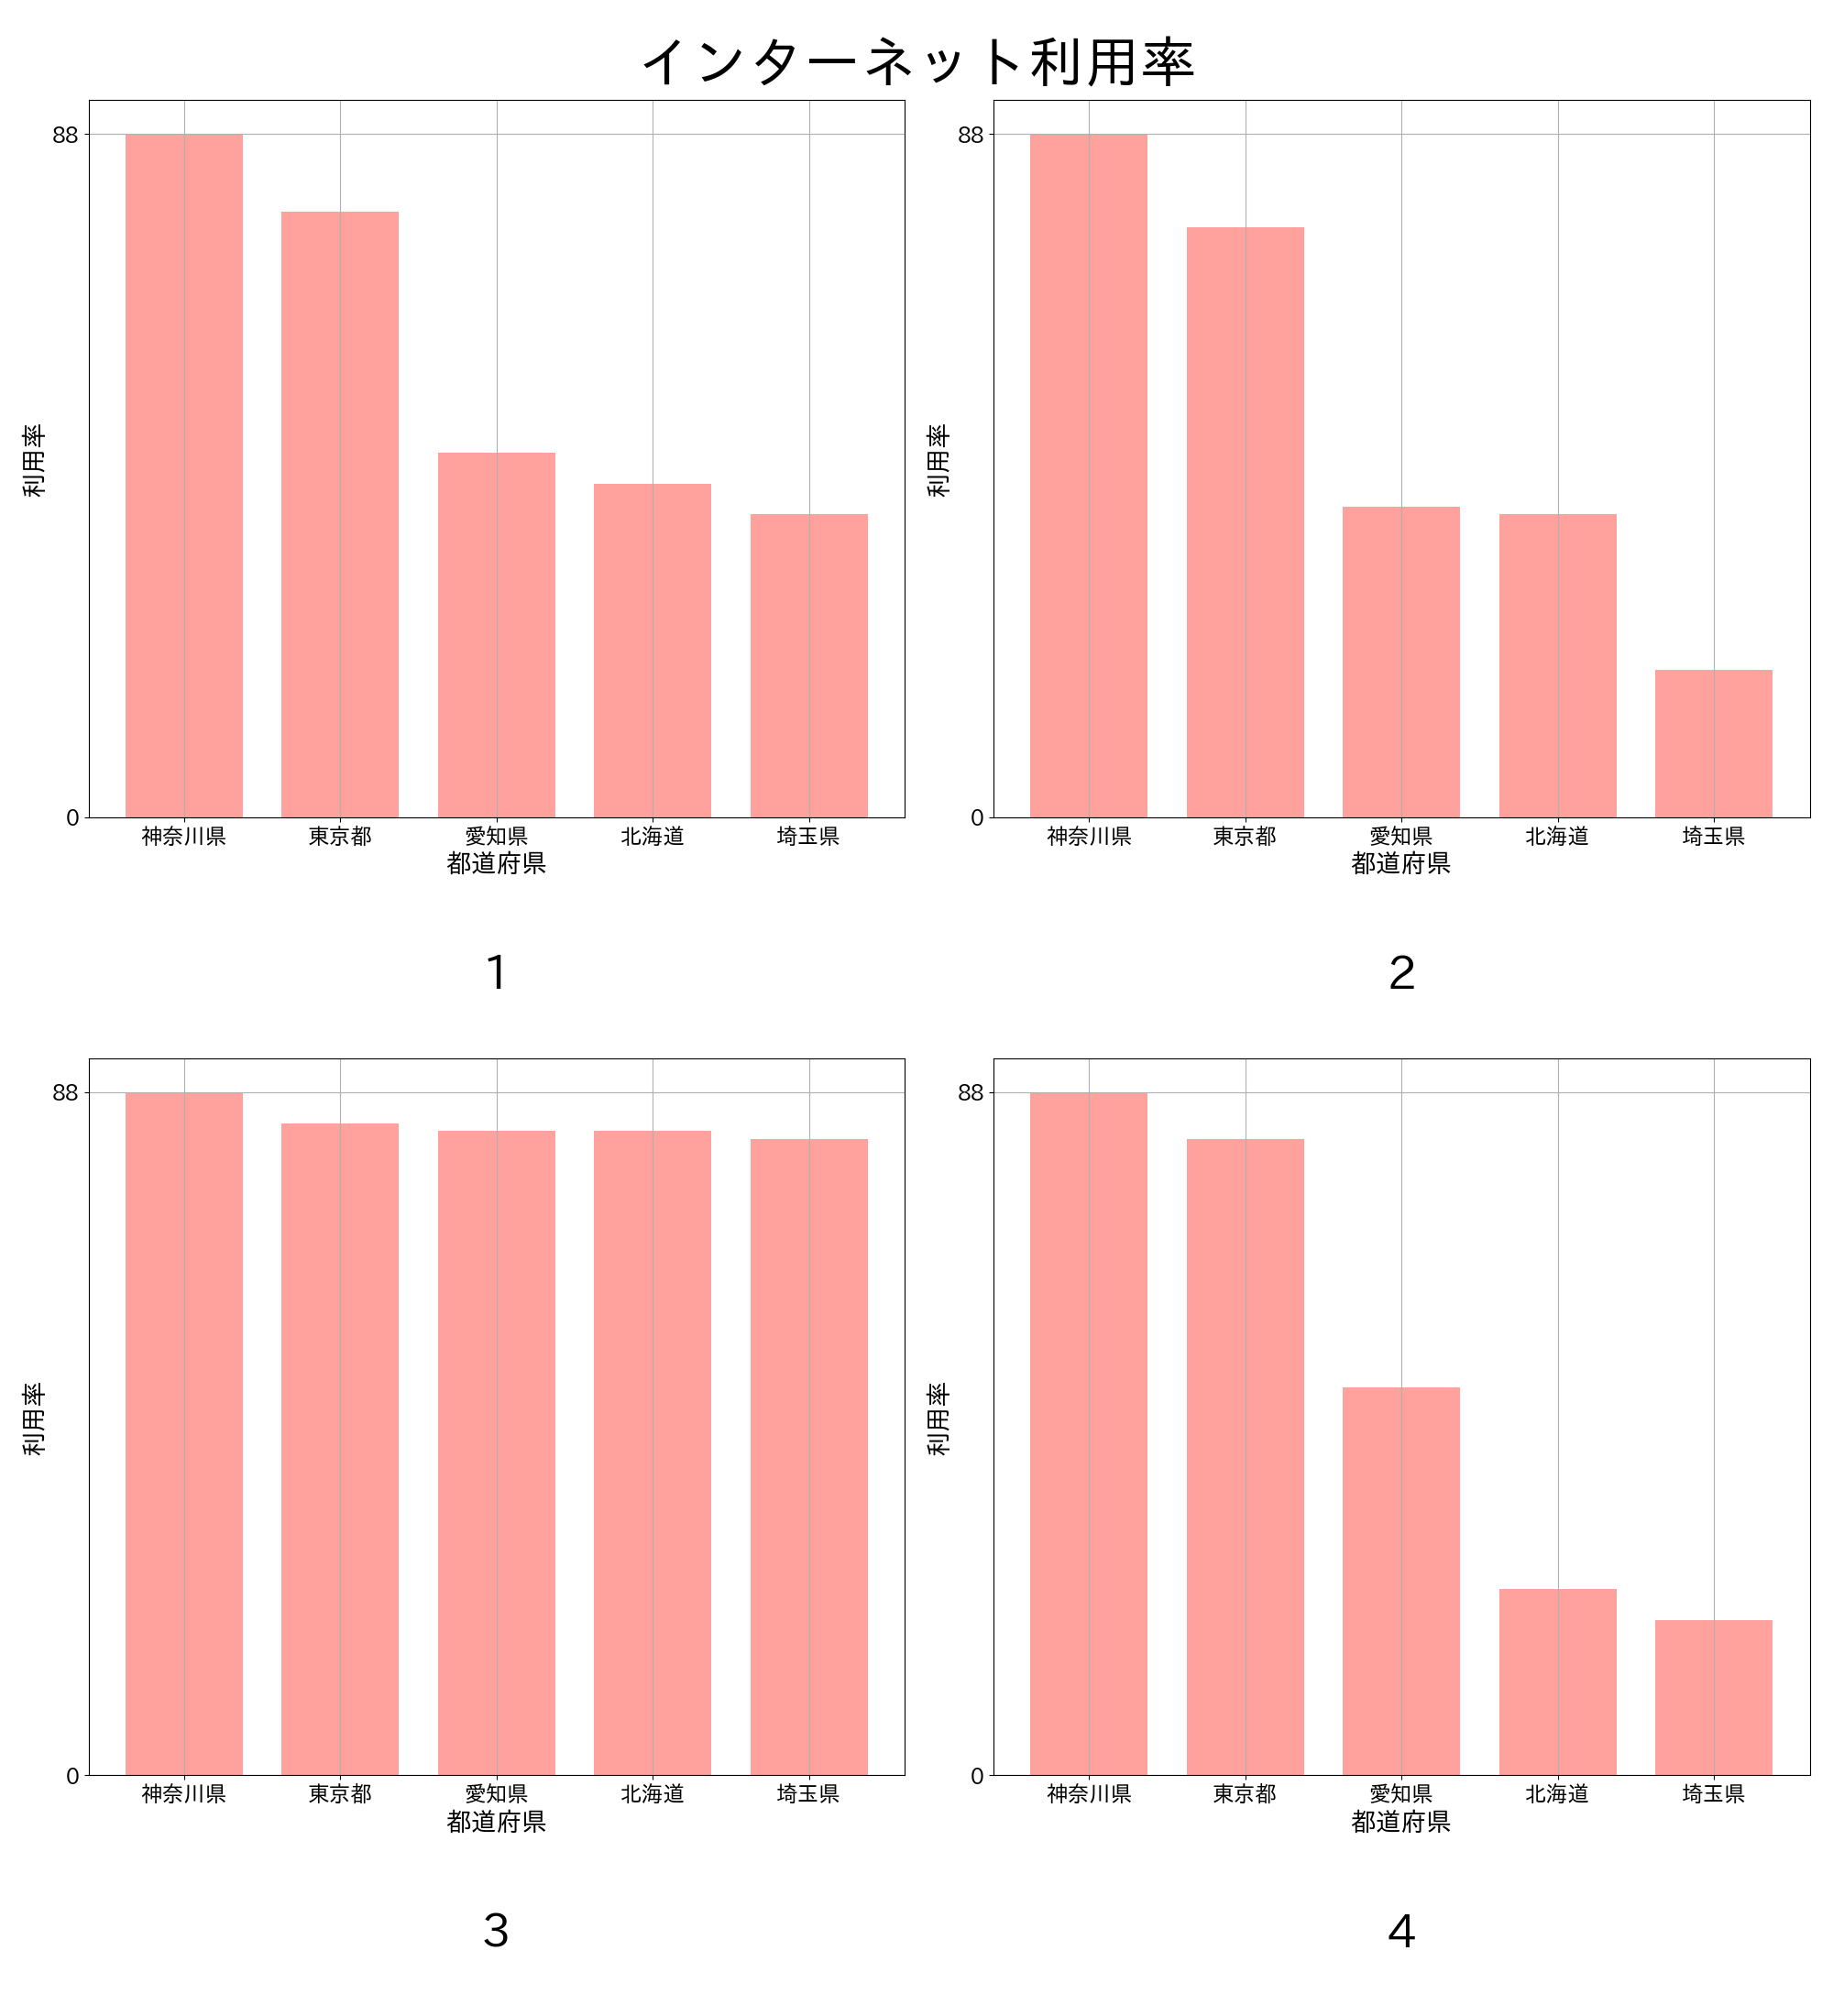 インターネット利用率
88
0
利用率
神奈川県 東京都 愛知県 北海道 埼玉県
都道府県
1
88
0
利用率
神奈川県 東京都 愛知県 北海道 埼玉県
都道府県
2
88
0
利用率
神奈川県 東京都 愛知県 北海道 埼玉県
都道府県
3
88
0
利用率
神奈川県 東京都 愛知県 北海道 埼玉県
都道府県
4